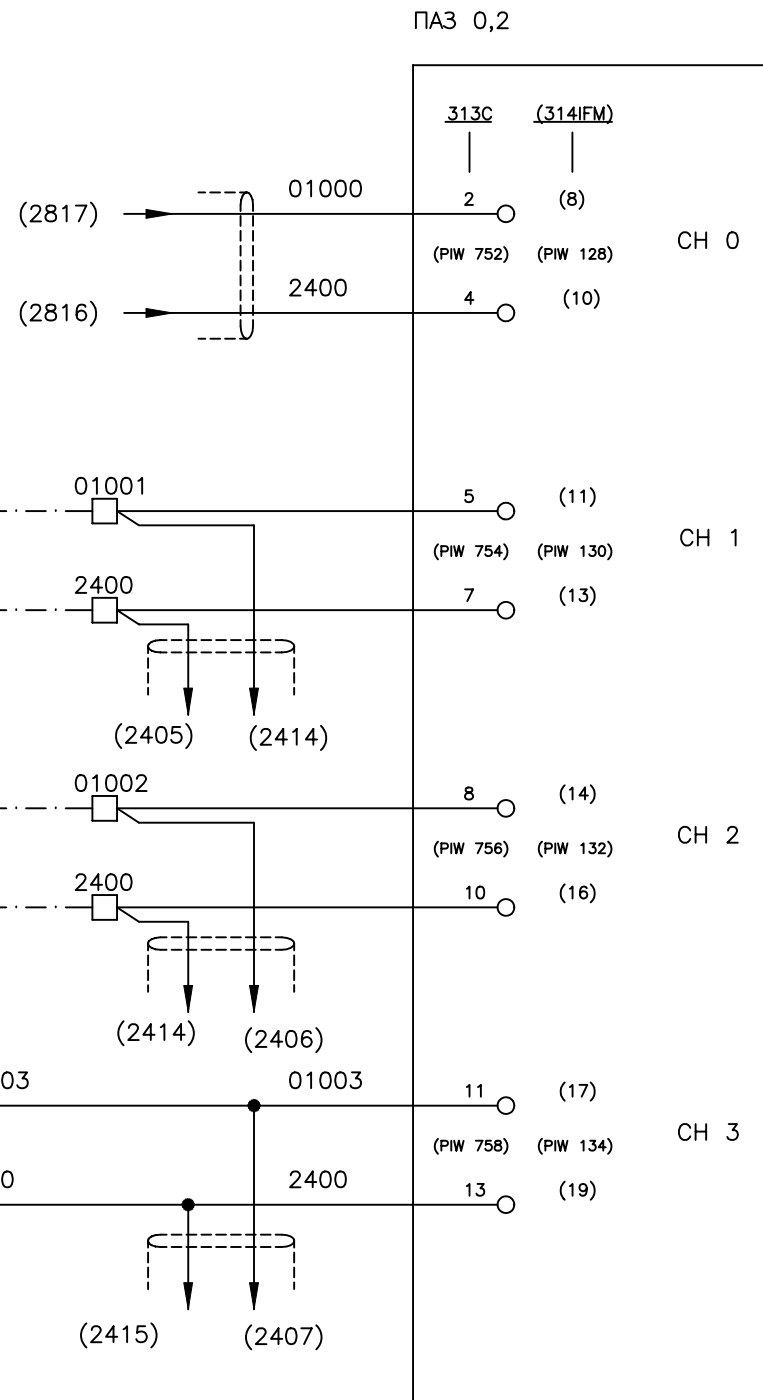 ПАЗ 0,2
313C (314IFM)
(2817) 01000 2 (8)
(PIW 752) (PIW 128) CH 0
(2816) 2400 4 (10)
01001 5 (11)
(PIW 754) (PIW 130) CH 1
2400 7 (13)
(2405) (2414)
01002 8 (14)
(PIW 756) (PIW 132) CH 2
2400 10 (16)
(2414) (2406)
03 01003 11 (17)
(PIW 758) (PIW 134) CH 3
0 2400 13 (19)
(2415) (2407)